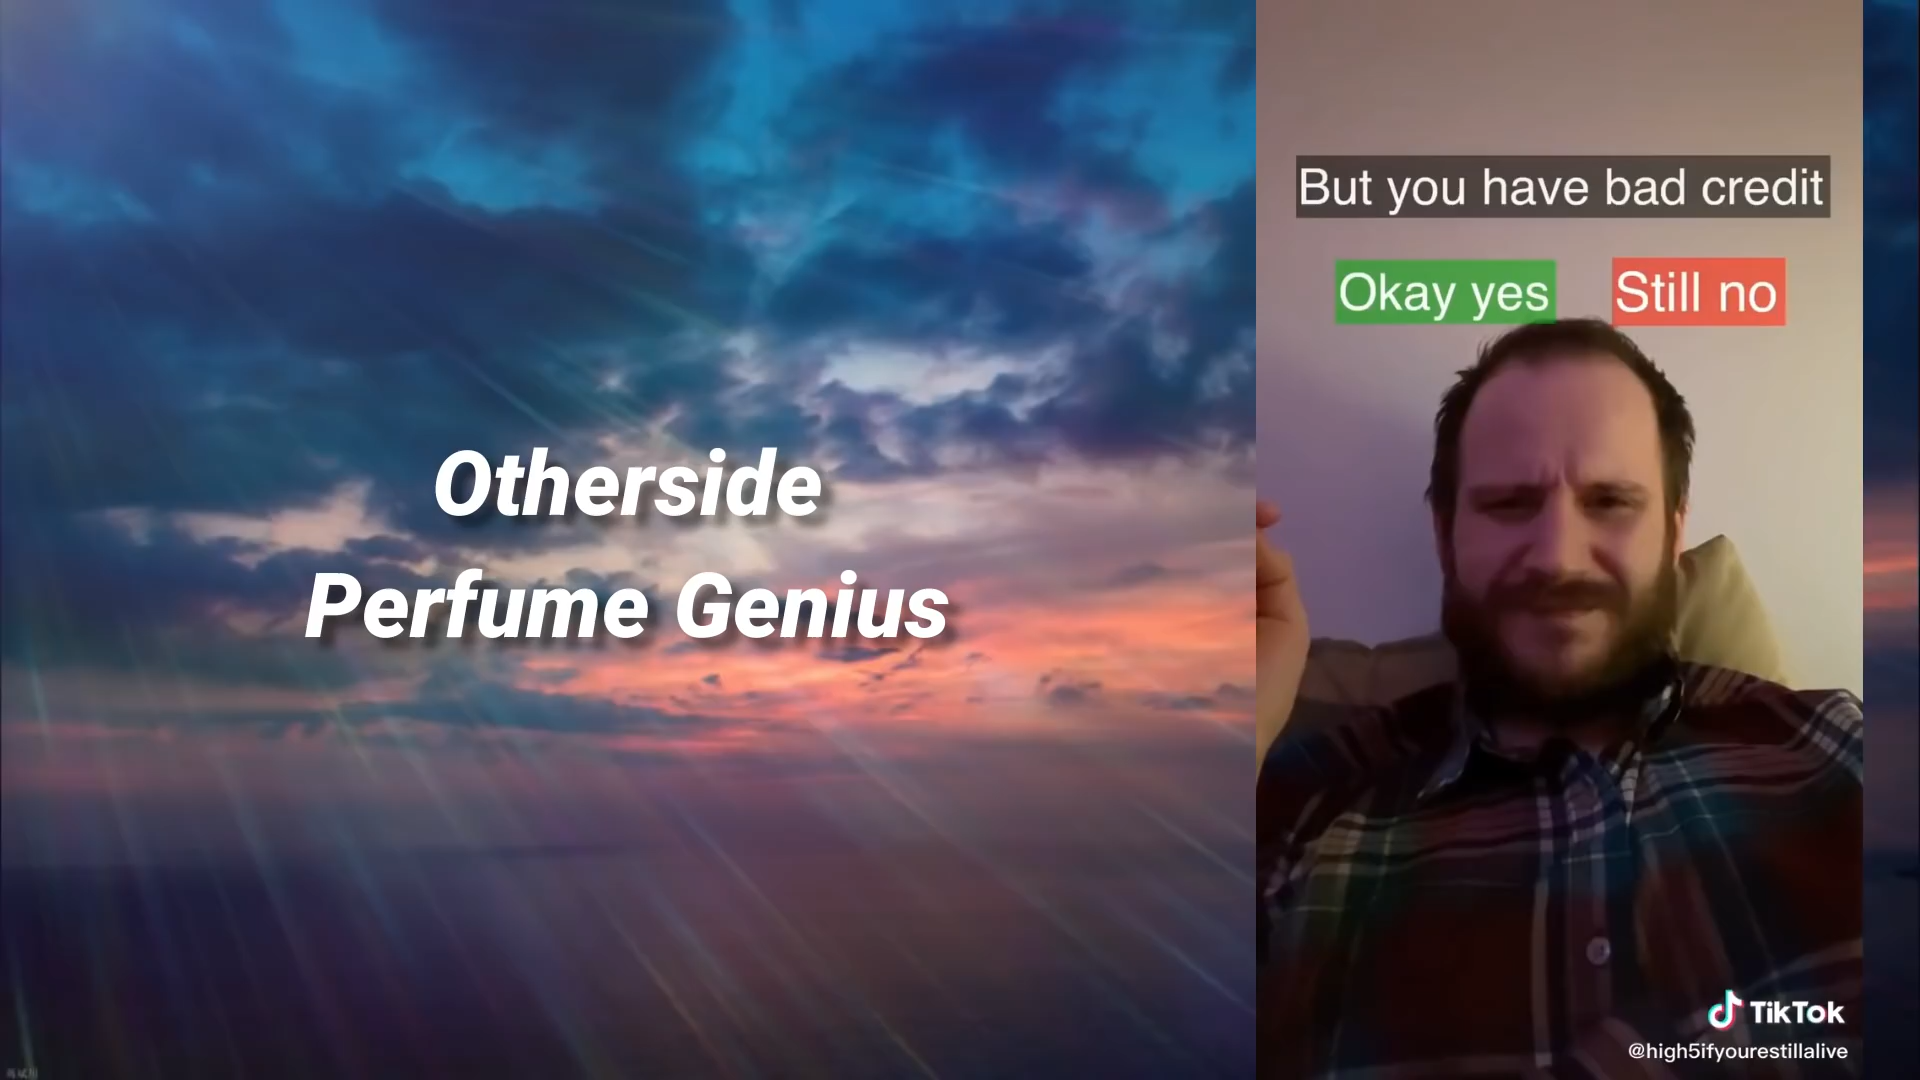 Otherside
Perfume Genius
But you have bad credit
Okay yes
Still no
TikTok
@high5ifyourestillalive